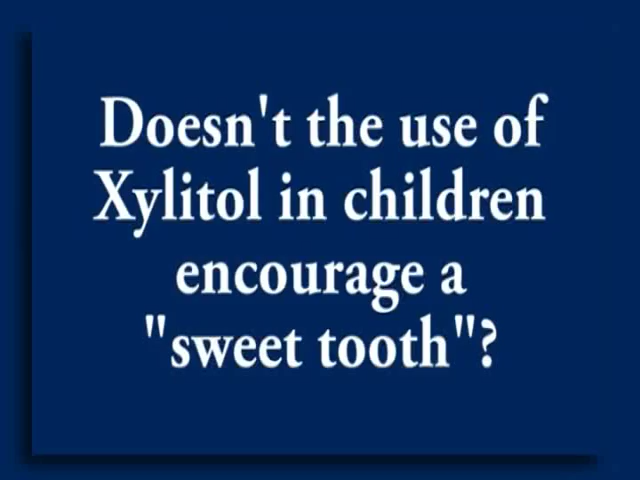 Doesn't the use of
Xylitol in children
encourage a
"sweet tooth"?